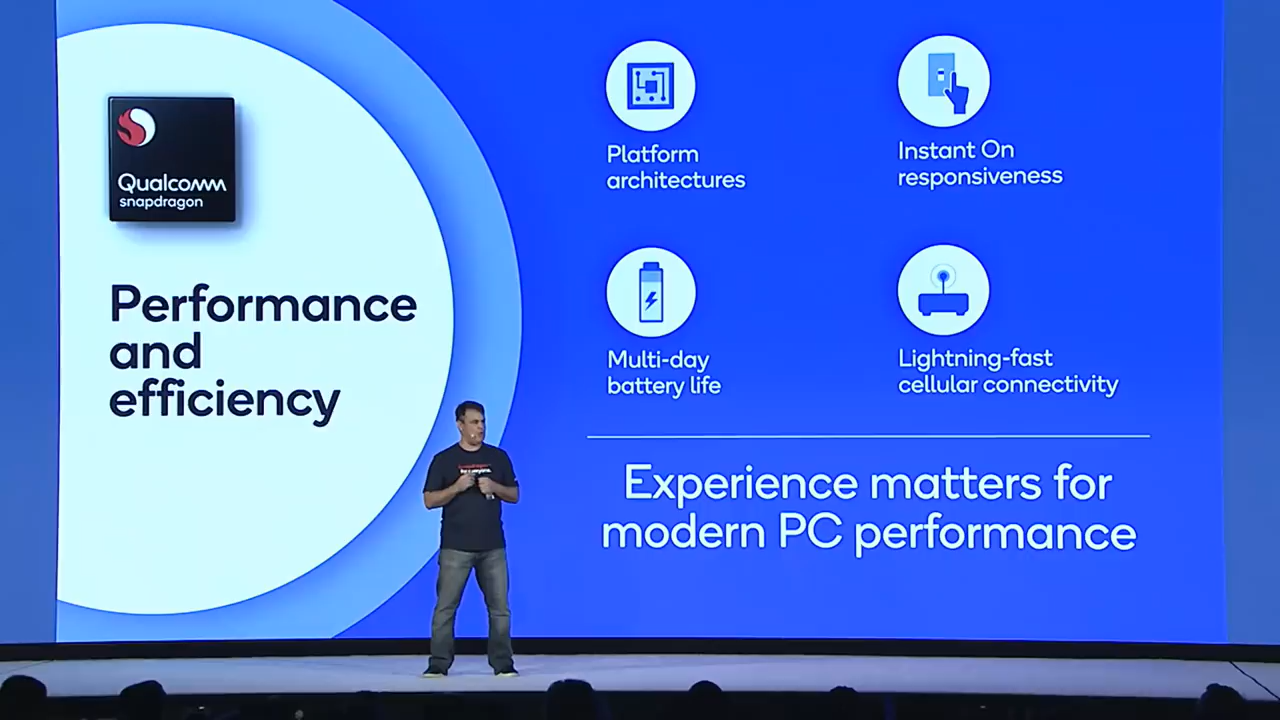 Qualcomm
snapdragon
Performance
and
efficiency
Platform
architectures
Instant On
responsiveness
Multi-day
battery life
Lightning-fast
cellular connectivity
Experience matters for
modern PC performance